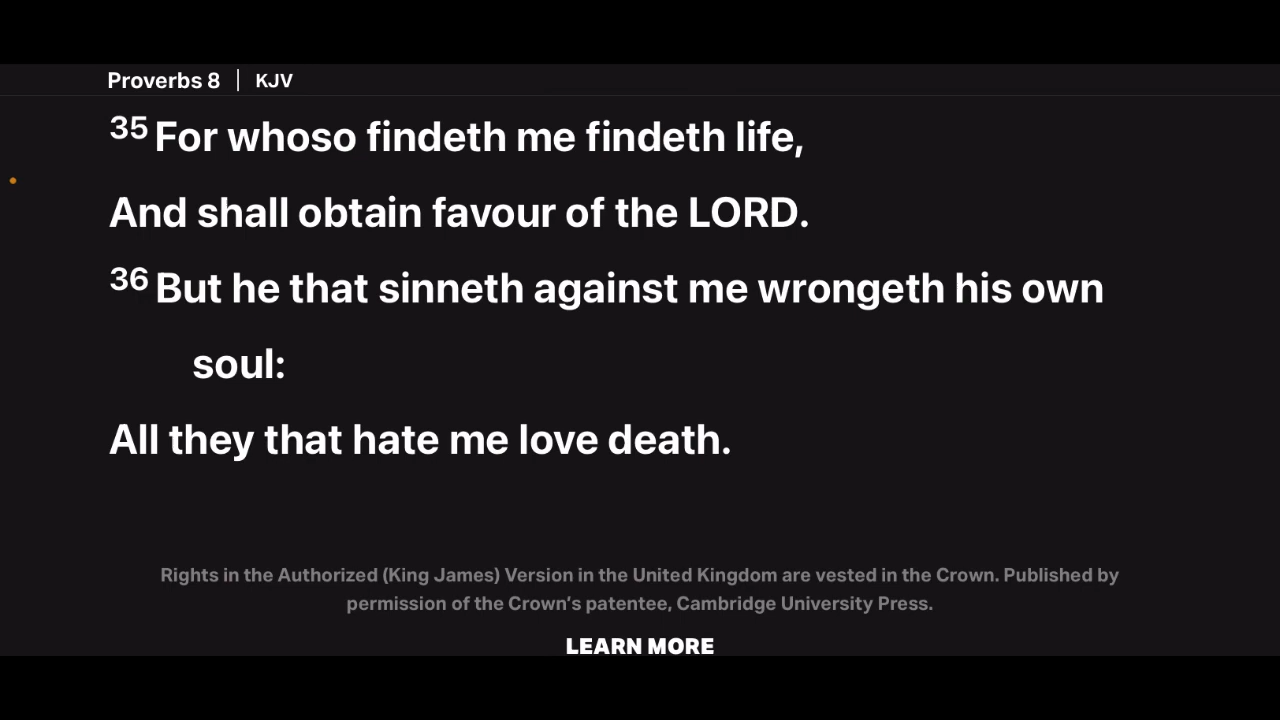 Proverbs 8 | KJV
35 For whoso findeth me findeth life,
And shall obtain favour of the LORD.
36 But he that sinneth against me wrongeth his own
soul:
All they that hate me love death.
Rights in the Authorized (King James) Version in the United Kingdom are vested in the Crown. Published by
permission of the Crown’s patentee, Cambridge University Press.
LEARN MORE